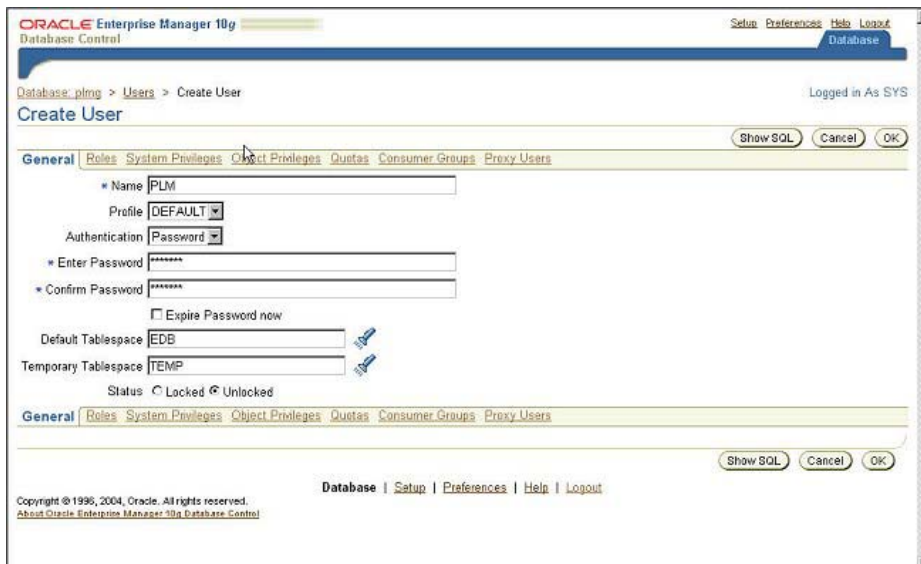 ORACLE Enterprise Manager 10g
Database Control
Setup Preferences Help Logout
Database
Database: plmg > Users > Create User
Logged in As SYS
Create User
Show SQL Cancel OK
General Roles System Privileges Object Privileges Quotas Consumer Groups Proxy Users
* Name PLM
Profile DEFAULT
Authentication Password
* Enter Password *******
* Confirm Password *******
Expire Password now
Default Tablespace EDB
Temporary Tablespace TEMP
Status Locked Unlocked
General Roles System Privileges Object Privileges Quotas Consumer Groups Proxy Users
Show SQL Cancel OK
Database | Setup | Preferences | Help | Logout
Copyright © 1996, 2004, Oracle. All rights reserved.
About Oracle Enterprise Manager 10g Database Control